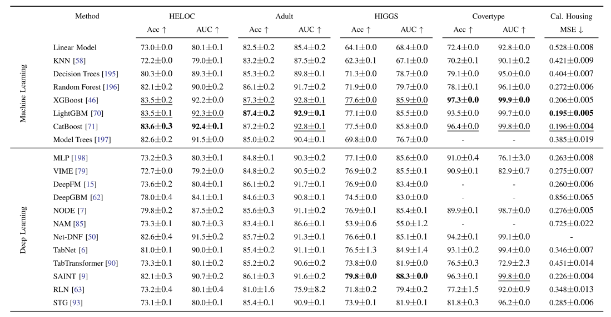 Method HELOC Adult HIGGS Covertype Cal. Housing
Acc ↑ AUC ↑ Acc ↑ AUC ↑ Acc ↑ AUC ↑ Acc ↑ AUC ↑ MSE ↓
Machine Learning
Linear Model 73.0±0.0 80.1±0.1 82.5±0.2 85.4±0.2 64.1±0.0 68.4±0.0 72.4±0.0 92.8±0.0 0.528±0.008
KNN [58] 72.2±0.0 79.0±0.1 83.2±0.2 87.5±0.2 62.3±0.1 67.1±0.0 70.2±0.1 90.1±0.2 0.421±0.009
Decision Trees [195] 80.3±0.0 89.3±0.1 85.3±0.2 89.8±0.1 71.3±0.0 78.7±0.0 79.1±0.0 95.0±0.0 0.404±0.007
Random Forest [196] 82.1±0.2 90.0±0.2 86.1±0.2 91.7±0.2 71.9±0.0 79.7±0.0 78.1±0.1 96.1±0.0 0.272±0.006
XGBoost [46] 83.5±0.2 92.2±0.0 87.3±0.2 92.8±0.1 77.6±0.0 85.9±0.0 97.3±0.0 99.9±0.0 0.206±0.005
LightGBM [70] 83.5±0.1 92.3±0.0 87.4±0.2 92.9±0.1 77.1±0.0 85.5±0.0 93.5±0.0 99.7±0.0 0.195±0.005
CatBoost [71] 83.6±0.3 92.4±0.1 87.2±0.2 92.8±0.1 77.5±0.0 85.8±0.0 96.4±0.0 99.8±0.0 0.196±0.004
Model Trees [197] 82.6±0.2 91.5±0.0 85.0±0.2 90.4±0.1 69.8±0.0 76.7±0.0 - - 0.385±0.019
Deep Learning
MLP [198] 73.2±0.3 80.3±0.1 84.8±0.1 90.3±0.2 77.1±0.0 85.6±0.0 91.0±0.4 76.1±3.0 0.263±0.008
VIME [79] 72.7±0.0 79.2±0.0 84.8±0.2 90.5±0.2 76.9±0.2 85.5±0.1 90.9±0.1 82.9±0.7 0.275±0.007
DeepFM [15] 73.6±0.2 80.4±0.1 86.1±0.2 91.7±0.1 76.9±0.0 83.4±0.0 - - 0.260±0.006
DeepGBM [62] 78.0±0.4 84.1±0.1 84.6±0.3 90.8±0.1 74.5±0.0 83.0±0.0 - - 0.856±0.065
NODE [7] 79.8±0.2 87.5±0.2 85.6±0.3 91.1±0.2 76.9±0.1 85.4±0.1 89.9±0.1 98.7±0.0 0.276±0.005
NAM [85] 73.3±0.1 80.7±0.3 83.4±0.1 86.6±0.1 53.9±0.6 55.0±1.2 - - 0.725±0.022
Net-DNF [50] 82.6±0.4 91.5±0.2 85.7±0.2 91.3±0.1 76.6±0.1 85.1±0.1 94.2±0.1 99.1±0.0 -
TabNet [6] 81.0±0.1 90.0±0.1 85.4±0.2 91.1±0.1 76.5±1.3 84.9±1.4 93.1±0.2 99.4±0.0 0.346±0.007
TabTransformer [90] 73.3±0.1 80.1±0.2 85.2±0.2 90.6±0.2 73.8±0.0 81.9±0.0 76.5±0.3 72.9±2.3 0.451±0.014
SAINT [9] 82.1±0.3 90.7±0.2 86.1±0.3 91.6±0.2 79.8±0.0 88.3±0.0 96.3±0.1 99.8±0.0 0.226±0.004
RLN [63] 73.2±0.4 80.1±0.4 81.0±1.6 75.9±8.2 71.8±0.2 79.4±0.2 77.2±1.5 92.0±0.9 0.348±0.013
STG [93] 73.1±0.1 80.0±0.1 85.4±0.1 90.9±0.1 73.9±0.1 81.9±0.1 81.8±0.3 96.2±0.0 0.285±0.006